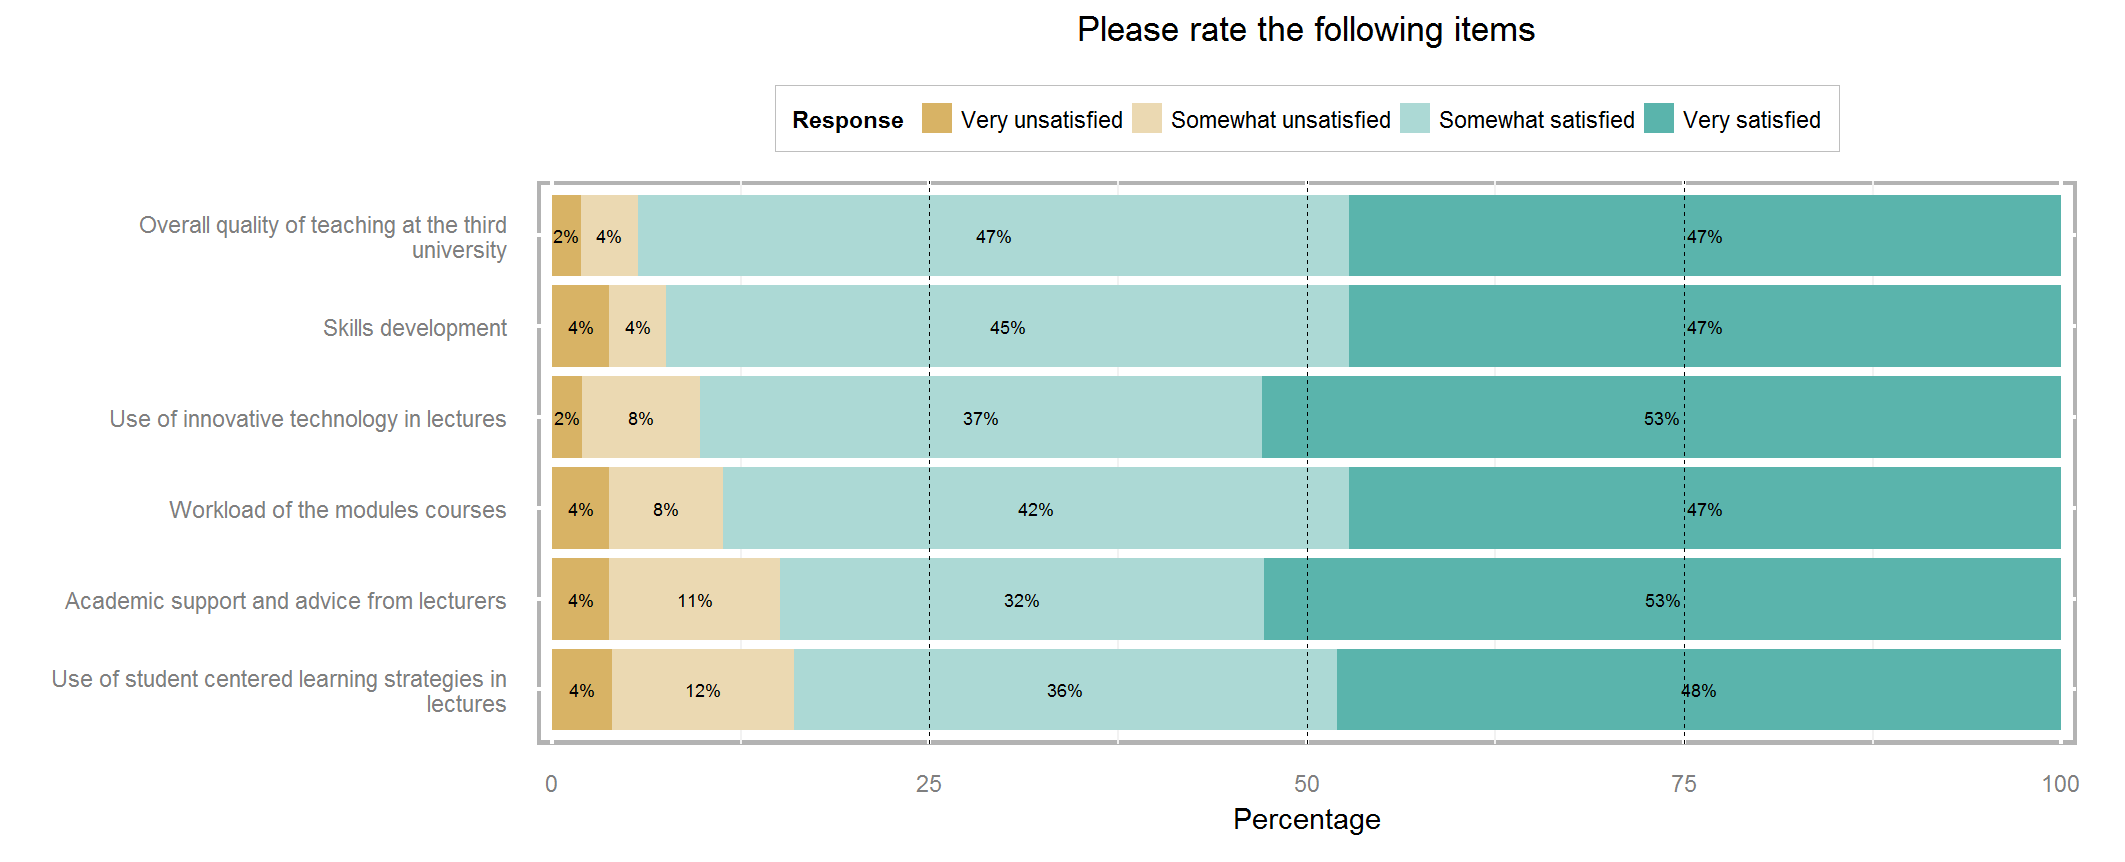 Please rate the following items
Response Very unsatisfied Somewhat unsatisfied Somewhat satisfied Very satisfied
Overall quality of teaching at the third
university
2% 4% 47% 47%
Skills development 4% 4% 45% 47%
Use of innovative technology in lectures 2% 8% 37% 53%
Workload of the modules courses 4% 8% 42% 47%
Academic support and advice from lecturers 4% 11% 32% 53%
Use of student centered learning strategies in
lectures
4% 12% 36% 48%
0 25 50 75 100
Percentage